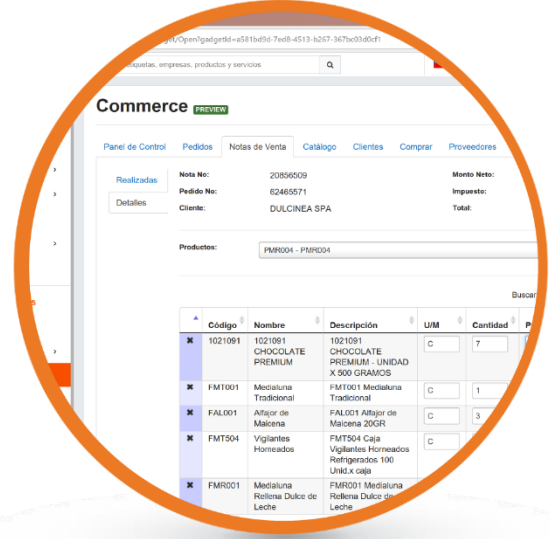 get/Open?gadgetId=a581bd9d-7ed8-4513-b267-367bc03d0cf1
etiquetas, empresas, productos y servicios
Commerce PREVIEW
Panel de Control Pedidos Notas de Venta Catálogo Clientes Comprar Proveedores
Realizadas
Detalles
Nota No: 20856509 Monto Neto:
Pedido No: 62465571 Impuesto:
Cliente: DULCINEA SPA Total:
Productos: PMR004 - PMR004
Buscar
Código Nombre Descripción U/M Cantidad
1021091 1021091 1021091 C 7
CHOCOLATE CHOCOLATE
PREMIUM PREMIUM - UNIDAD
X 500 GRAMOS
FMT001 Medialuna FMT001 Medialuna C 1
Tradicional Tradicional
FAL001 Alfajor de FAL001 Alfajor de C 3
Maicena Maicena 20GR
FMT504 Vigilantes FMT504 Caja C
Horneados Vigilantes Horneados
Refrigerados 100
Unid.x caja
FMR001 Medialuna FMR001 Medialuna
Rellena Dulce de Rellena Dulce de
Leche Leche